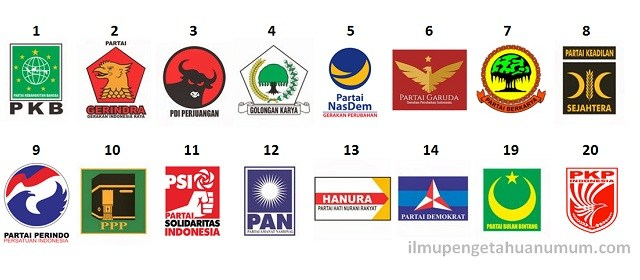 1 2 3 4 5 6 7 8
PARTAI KEBANGKITAN BANGSA
PKB
PARTAI
GERINDRA
GERAKAN INDONESIA RAYA
PDI PERJUANGAN
GOLONGAN KARYA
Partai
NasDem
GERAKAN PERUBAHAN
PARTAI GARUDA
Gerakan Perubahan Indonesia
PARTAI BERKARYA
PARTAI KEADILAN
SEJAHTERA
9 10 11 12 13 14 19 20
PARTAI PERINDO
PERSATUAN INDONESIA
PPP
PSI
PARTAI
SOLIDARITAS
INDONESIA
PAN
PARTAI AMANAT NASIONAL
HANURA
PARTAI HATI NURANI RAKYAT
PARTAI DEMOKRAT
PARTAI BULAN BINTANG
PKP
INDONESIA
ilmupengetahuanumum.com